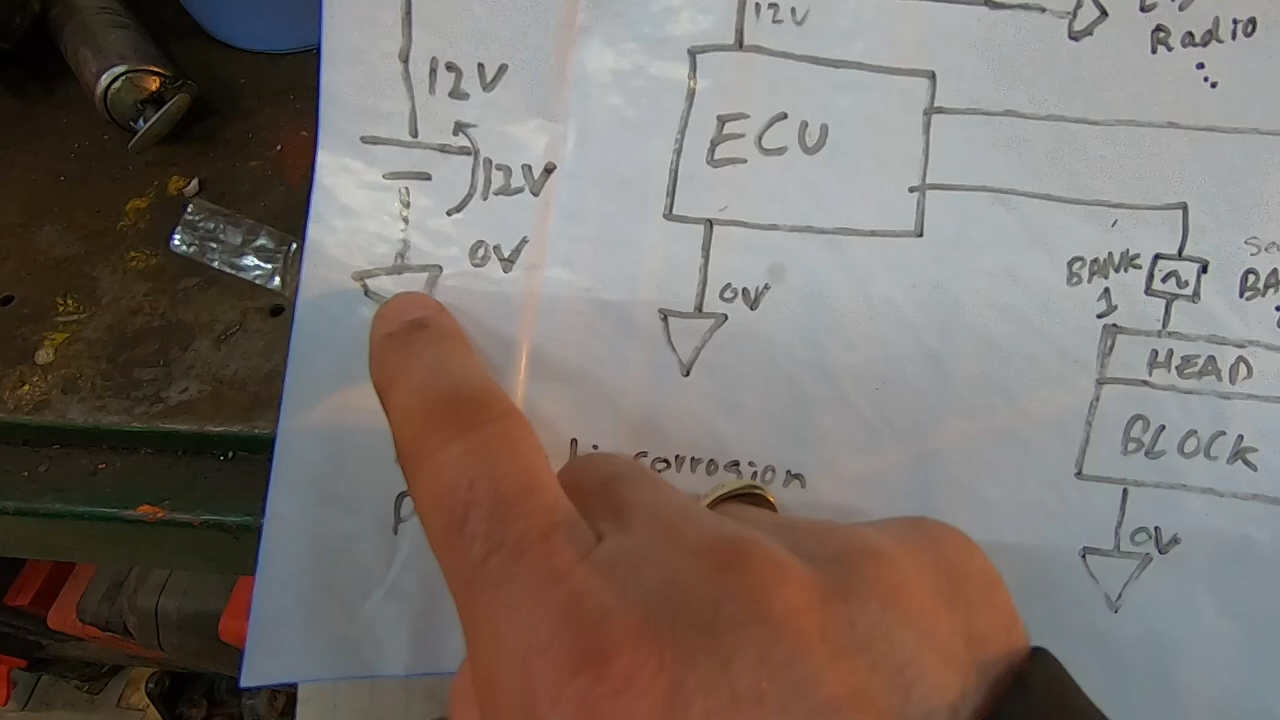 12V
Radio
12V
ECU
12V
0V
BANK
1
0V
HEAD
BLOCK
corrosion
0V